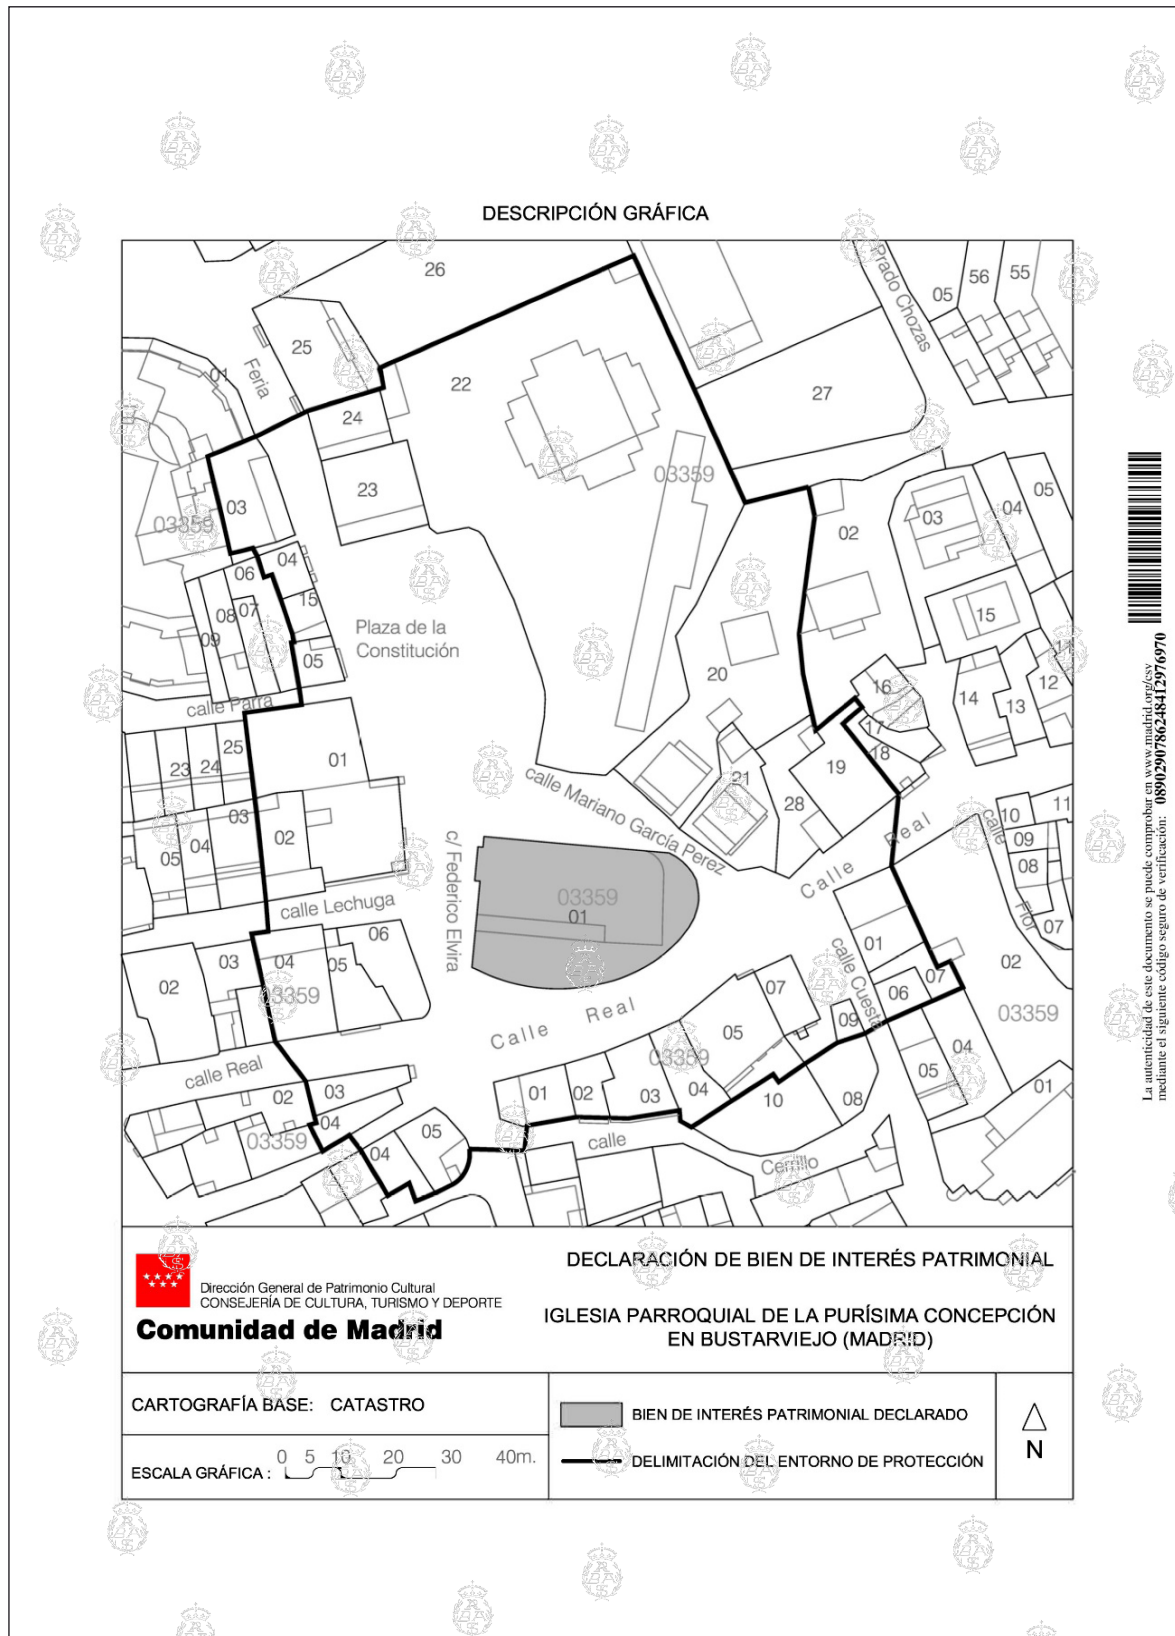 DESCRIPCIÓN GRÁFICA
26
Prado Chozas
05
56
55
25
Feria
01
22
27
24
23
03
03359
03359
03
04
05
02
03359
04
06
15
08
07
09
05
Plaza de la
Constitución
15
11
20
16
14
12
13
calle Parra
17
18
25
23
24
01
19
21
calle Mariano García Perez
28
03
04
05
02
c/ Federico Elvira
Calle Real
calle Flor
10
11
09
08
07
03359
01
calle Lechuga
06
03
04
05
02
03359
01
calle Cuesta
02
07
06
07
09
03359
Calle Real
05
03359
calle Real
03
02
04
03359
04
05
01
02
03
04
10
08
05
04
01
calle
Cerrillo
Dirección General de Patrimonio Cultural
CONSEJERÍA DE CULTURA, TURISMO Y DEPORTE
Comunidad de Madrid
DECLARACIÓN DE BIEN DE INTERÉS PATRIMONIAL
IGLESIA PARROQUIAL DE LA PURÍSIMA CONCEPCIÓN
EN BUSTARVIEJO (MADRID)
CARTOGRAFÍA BASE: CATASTRO
ESCALA GRÁFICA :
0 5 10 20 30 40m.
BIEN DE INTERÉS PATRIMONIAL DECLARADO
DELIMITACIÓN DEL ENTORNO DE PROTECCIÓN
N
La autenticidad de este documento se puede comprobar en www.madrid.org/csv
mediante el siguiente código seguro de verificación: 0890290786248412976970